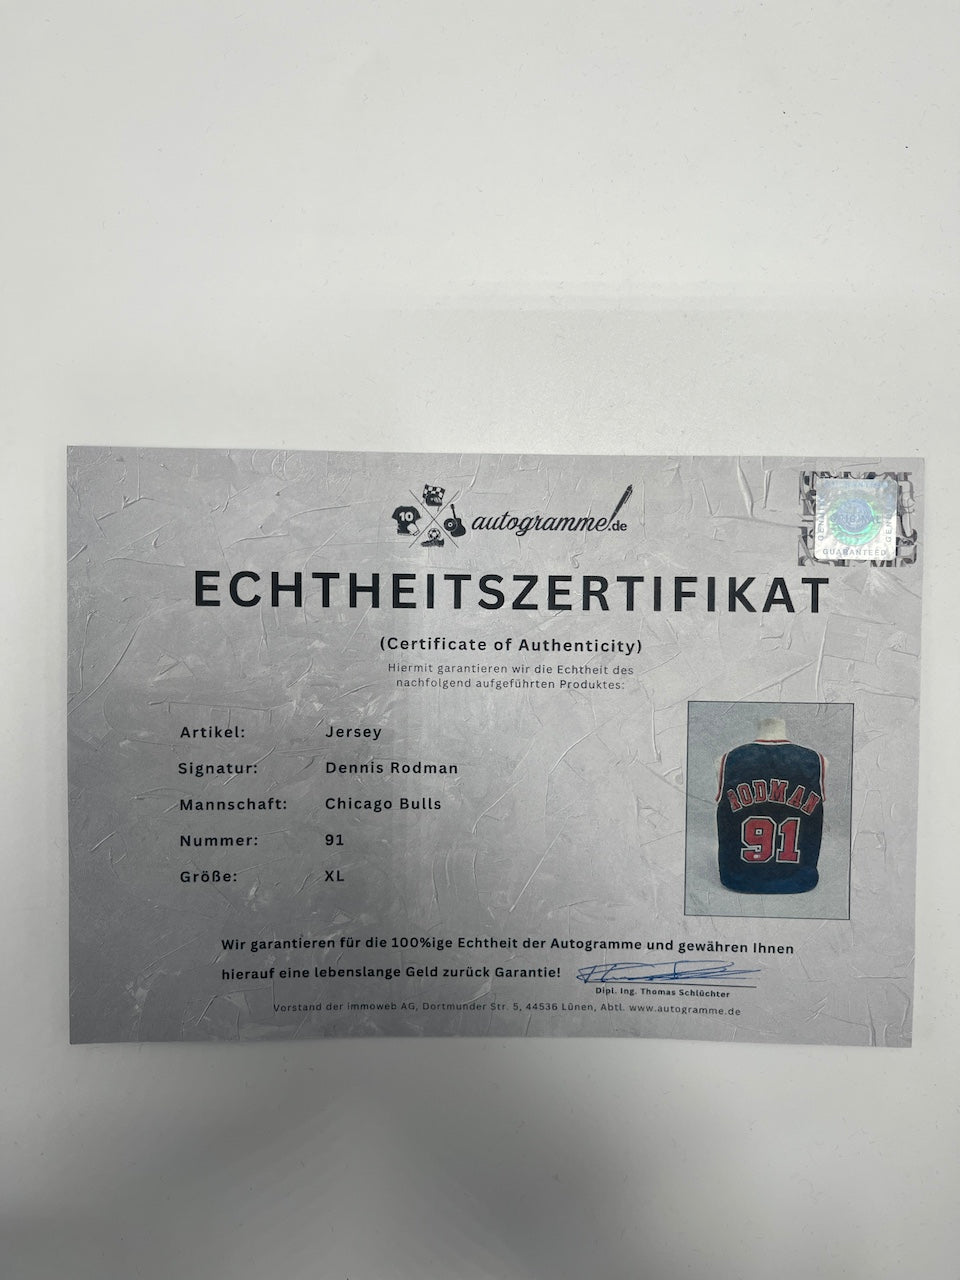 10
autogramme.de
GUARANTEED
ECHTHEITSZERTIFIKAT
(Certificate of Authenticity)
Hiermit garantieren wir die Echtheit des
nachfolgend aufgeführten Produktes:
Artikel: Jersey
Signatur: Dennis Rodman
Mannschaft: Chicago Bulls
Nummer: 91
Größe: XL
RODMAN
91
Wir garantieren für die 100%ige Echtheit der Autogramme und gewähren Ihnen
hierauf eine lebenslange Geld zurück Garantie!
Dipl. Ing. Thomas Schlüchter
Vorstand der immoweb AG, Dortmunder Str. 5, 44536 Lünen, Abtl. www.autogramme.de